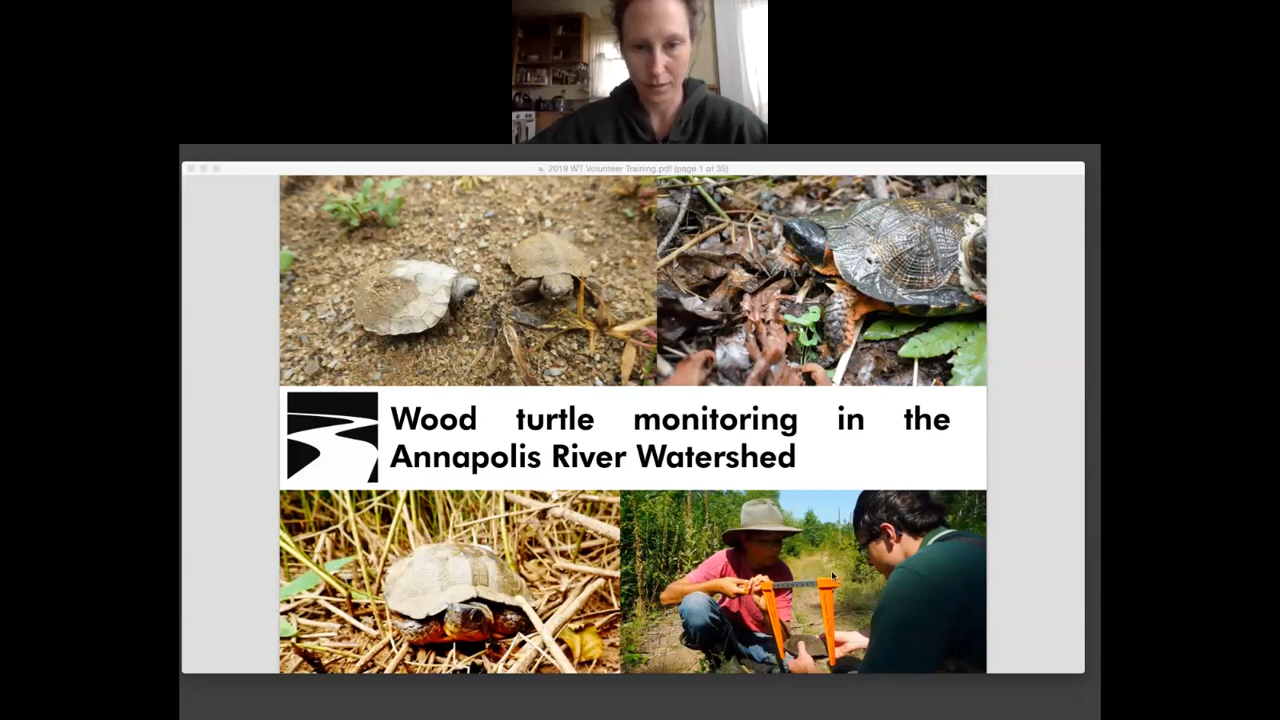 2019 WT Volunteer Training.pdf (page 1 of 35)
Wood turtle monitoring in the
Annapolis River Watershed